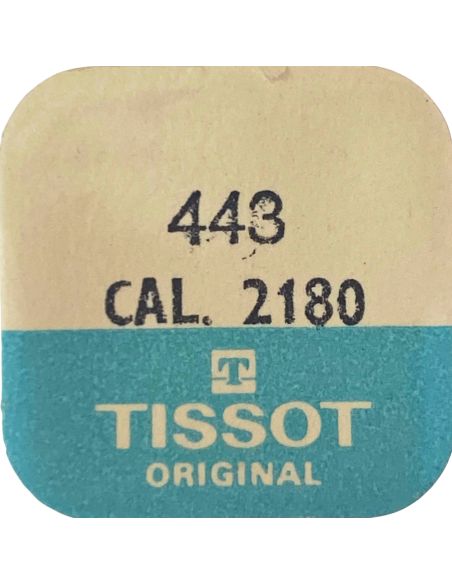 443
CAL. 2180
T
TISSOT
ORIGINAL